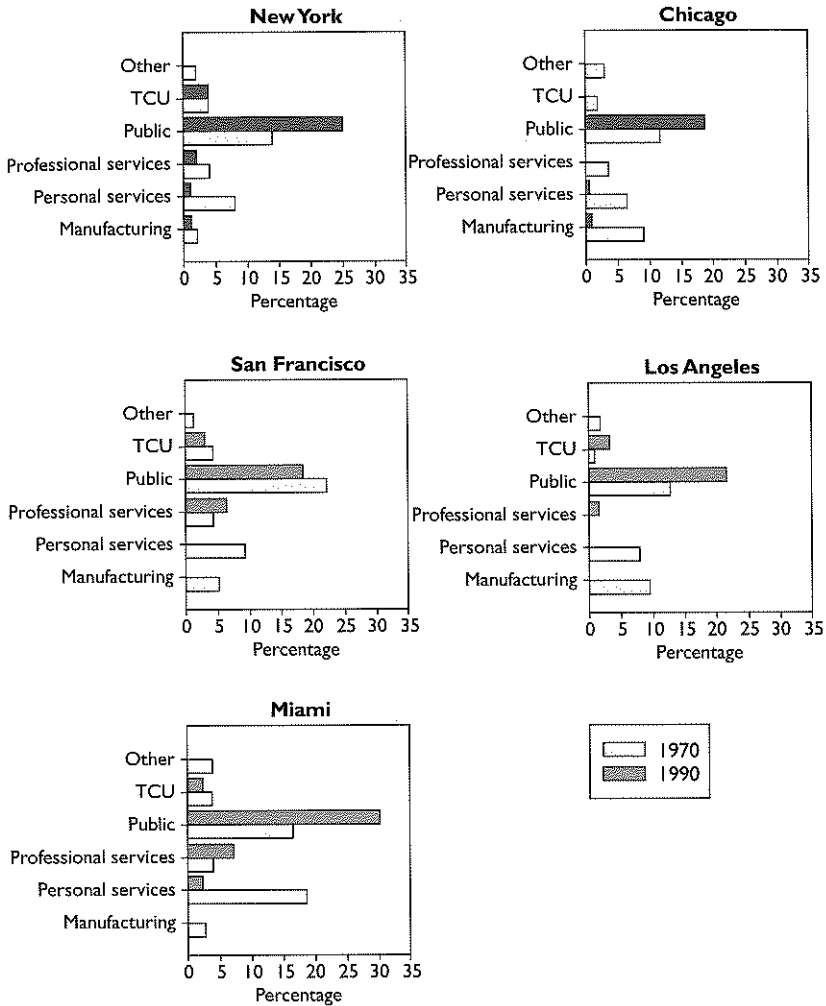 New York
Other
TCU
Public
Professional services
Personal services
Manufacturing
0 5 10 15 20 25 30 35
Percentage
Chicago
Other
TCU
Public
Professional services
Personal services
Manufacturing
0 5 10 15 20 25 30 35
Percentage
San Francisco
Other
TCU
Public
Professional services
Personal services
Manufacturing
0 5 10 15 20 25 30 35
Percentage
Los Angeles
Other
TCU
Public
Professional services
Personal services
Manufacturing
0 5 10 15 20 25 30 35
Percentage
Miami
Other
TCU
Public
Professional services
Personal services
Manufacturing
0 5 10 15 20 25 30 35
Percentage
1970
1990